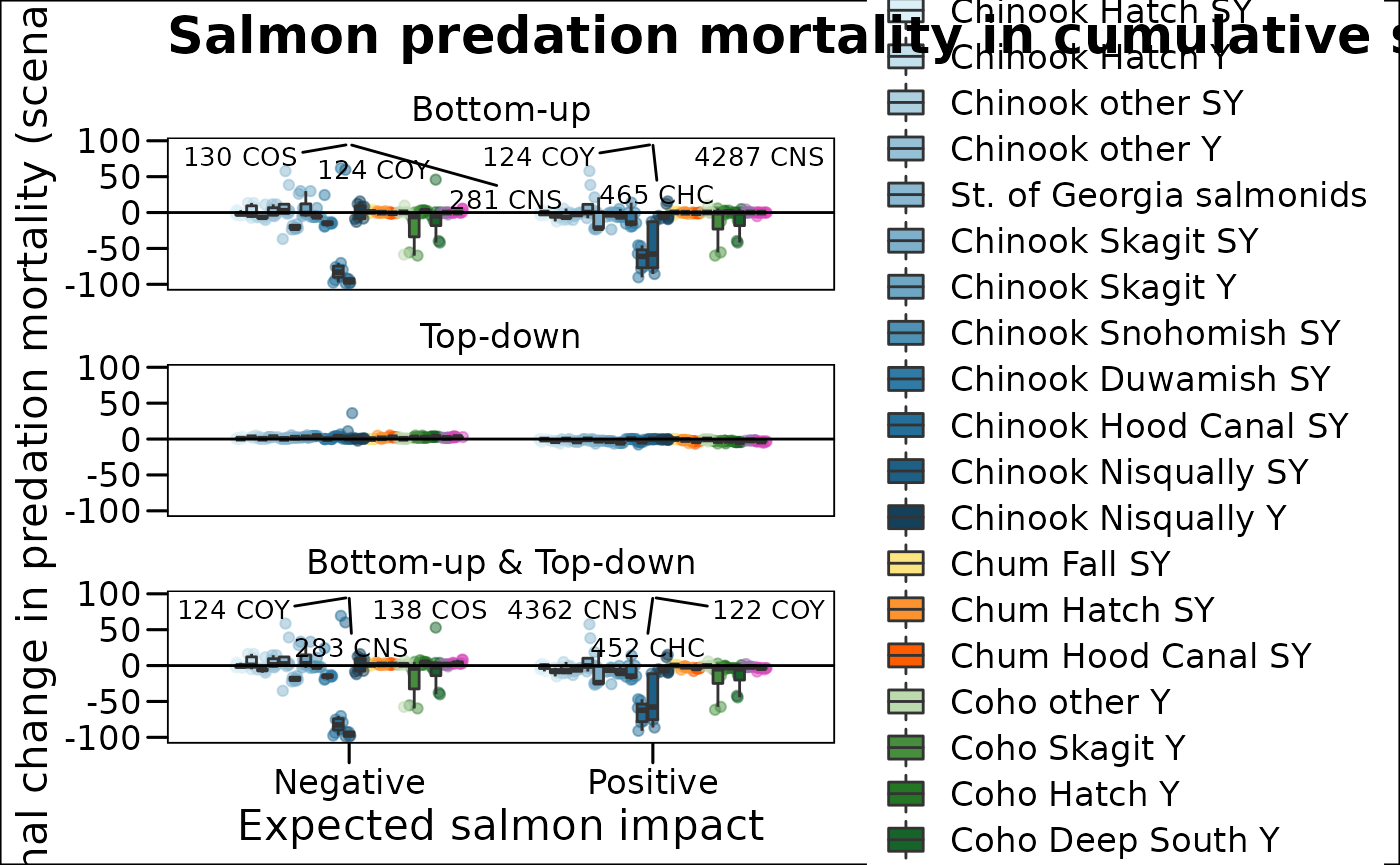 Salmon predation mortality in cumulative s
nal change in predation mortality (scena
Bottom-up
100
50
0
-50
-100
130 COS
124 COY
281 CNS
124 COY
465 CHC
4287 CNS
Top-down
100
50
0
-50
-100
Bottom-up & Top-down
100
50
0
-50
-100
124 COY
283 CNS
138 COS
4362 CNS
452 CHC
122 COY
Negative
Positive
Expected salmon impact
Chinook Hatch SY
Chinook Hatch Y
Chinook other SY
Chinook other Y
St. of Georgia salmonids
Chinook Skagit SY
Chinook Skagit Y
Chinook Snohomish SY
Chinook Duwamish SY
Chinook Hood Canal SY
Chinook Nisqually SY
Chinook Nisqually Y
Chum Fall SY
Chum Hatch SY
Chum Hood Canal SY
Coho other Y
Coho Skagit Y
Coho Hatch Y
Coho Deep South Y